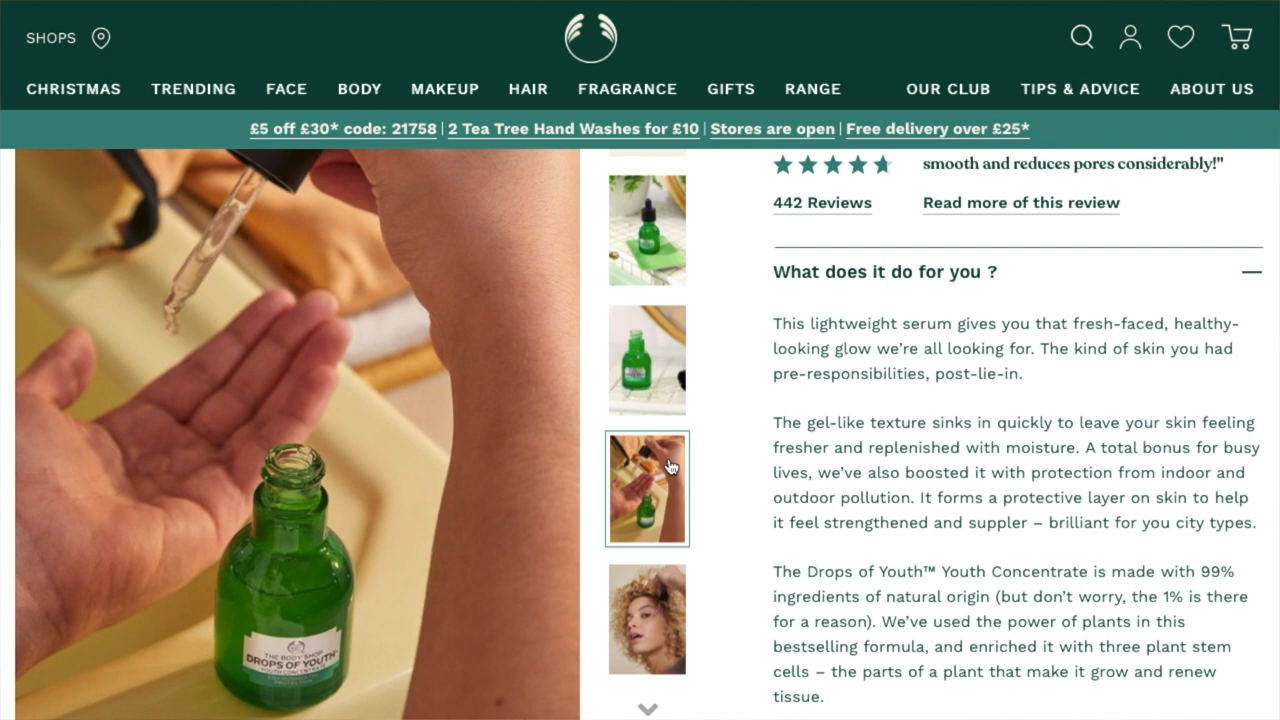 SHOPS
CHRISTMAS TRENDING FACE BODY MAKEUP HAIR FRAGRANCE GIFTS RANGE OUR CLUB TIPS & ADVICE ABOUT US
£5 off £30* code: 21758 | 2 Tea Tree Hand Washes for £10 | Stores are open | Free delivery over £25*
smooth and reduces pores considerably!"
442 Reviews
Read more of this review
What does it do for you ?
This lightweight serum gives you that fresh-faced, healthy-
looking glow we're all looking for. The kind of skin you had
pre-responsibilities, post-lie-in.
The gel-like texture sinks in quickly to leave your skin feeling
fresher and replenished with moisture. A total bonus for busy
lives, we've also boosted it with protection from indoor and
outdoor pollution. It forms a protective layer on skin to help
it feel strengthened and suppler – brilliant for you city types.
The Drops of Youth™ Youth Concentrate is made with 99%
ingredients of natural origin (but don't worry, the 1% is there
for a reason). We've used the power of plants in this
bestselling formula, and enriched it with three plant stem
cells – the parts of a plant that make it grow and renew
tissue.
THE BODY SHOP
DROPS OF YOUTH™
YOUTH CONCENTRATE